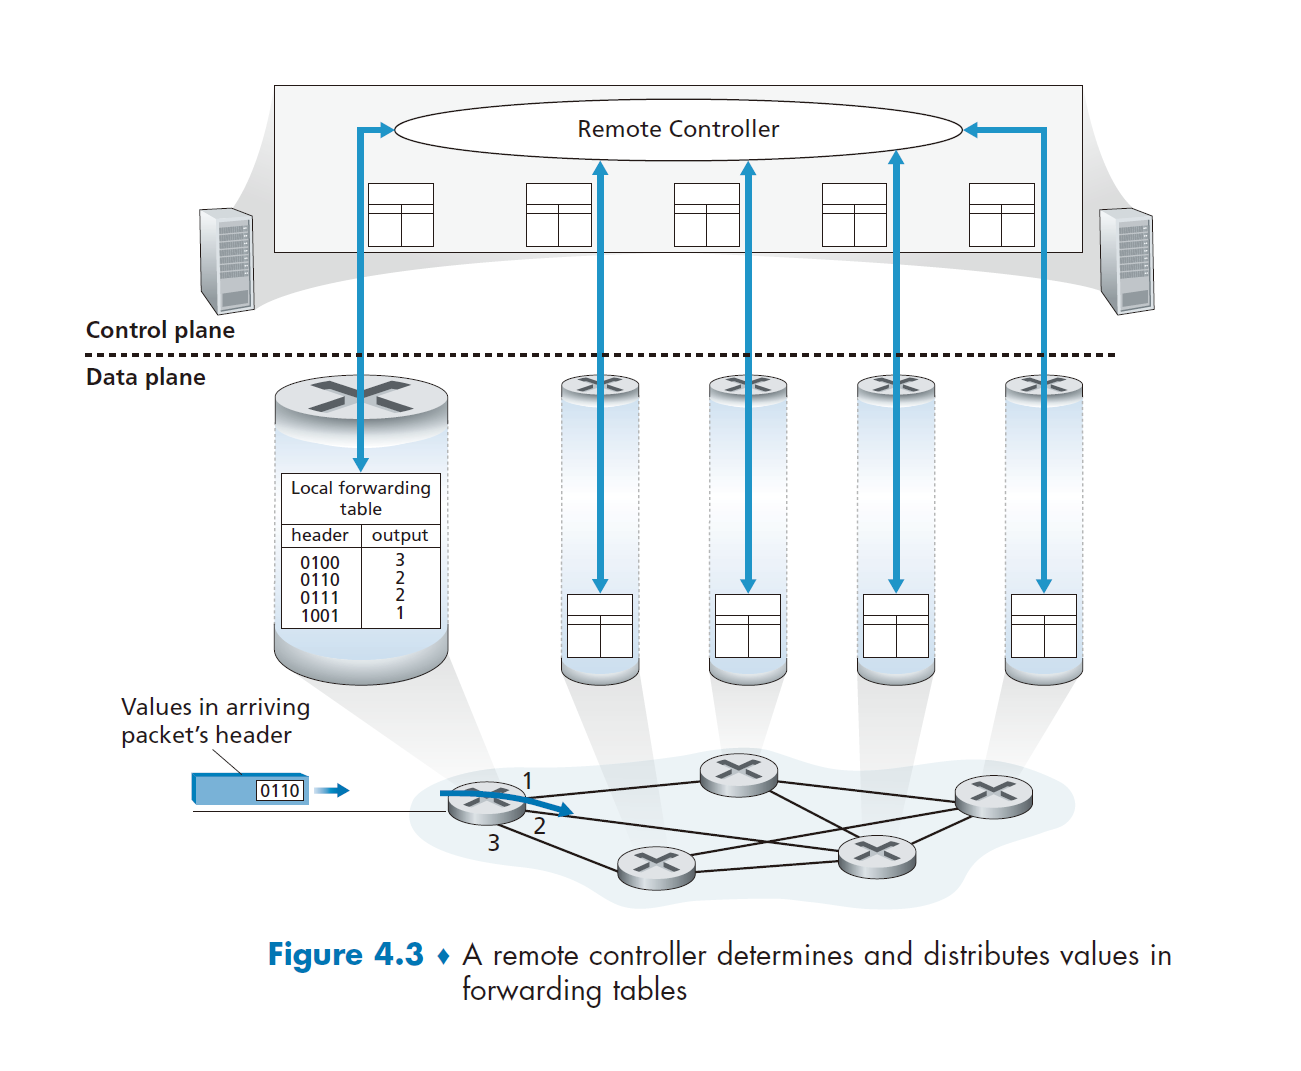 Remote Controller
Control plane
Data plane
Local forwarding
table
header output
0100 3
0110 2
0111 2
1001 1
Values in arriving
packet’s header
0110
1
2
3
Figure 4.3 ♦ A remote controller determines and distributes values in
forwarding tables